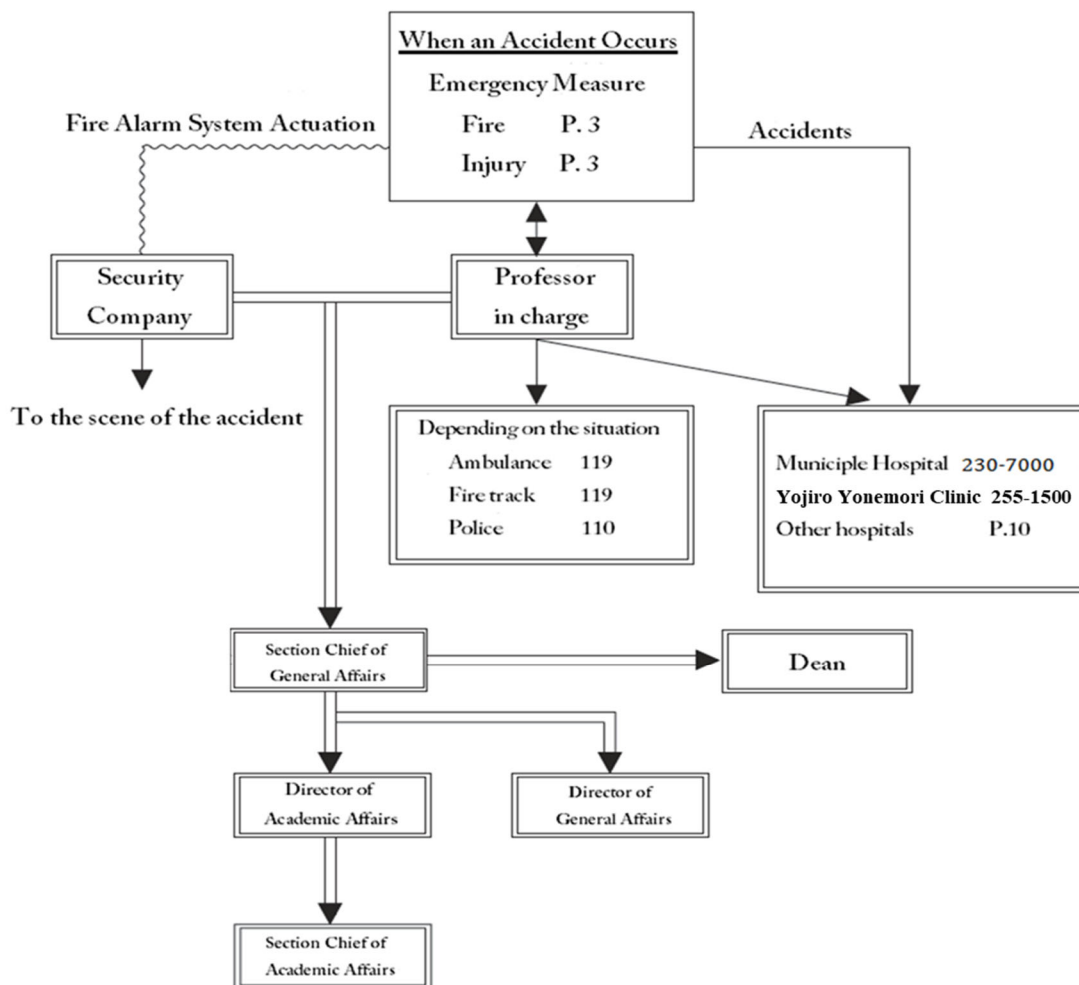 When an Accident Occurs
Emergency Measure
Fire P. 3
Injury P. 3
Fire Alarm System Actuation
Accidents
Security
Company
Professor
in charge
To the scene of the accident
Depending on the situation
Ambulance 119
Fire track 119
Police 110
Municiple Hospital 230-7000
Yojiro Yonemori Clinic 255-1500
Other hospitals P.10
Section Chief of
General Affairs
Dean
Director of
Academic Affairs
Director of
General Affairs
Section Chief of
Academic Affairs